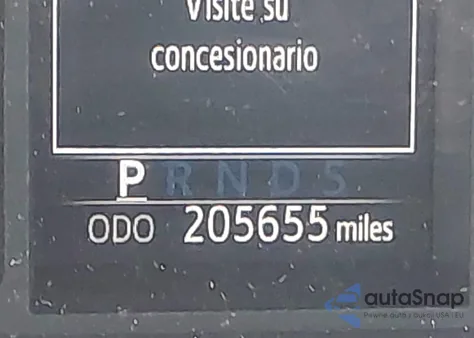 Visite su
concesionario
P R N D S
ODO 205655 miles
autaSnap